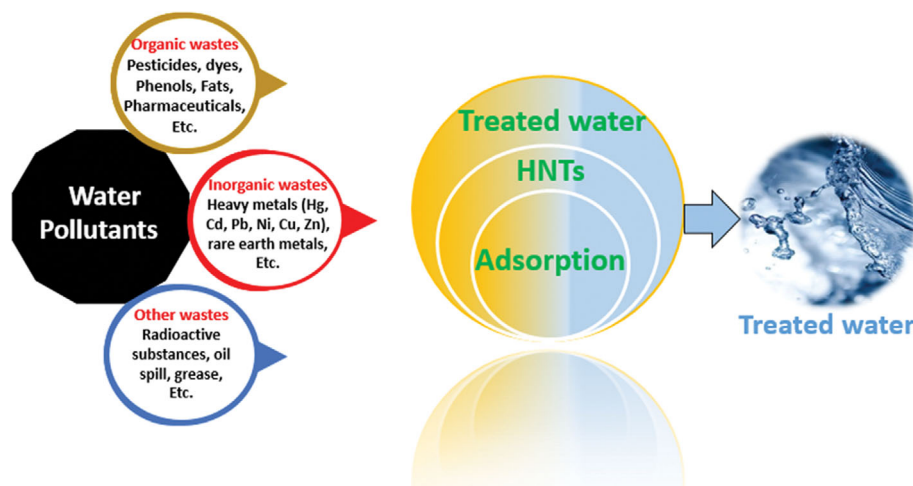 Organic wastes
Pesticides, dyes,
Phenols, Fats,
Pharmaceuticals,
Etc.
Water
Pollutants
Inorganic wastes
Heavy metals (Hg,
Cd, Pb, Ni, Cu, Zn),
rare earth metals,
Etc.
Other wastes
Radioactive
substances, oil
spill, grease,
Etc.
Treated water
HNTs
Adsorption
Treated water